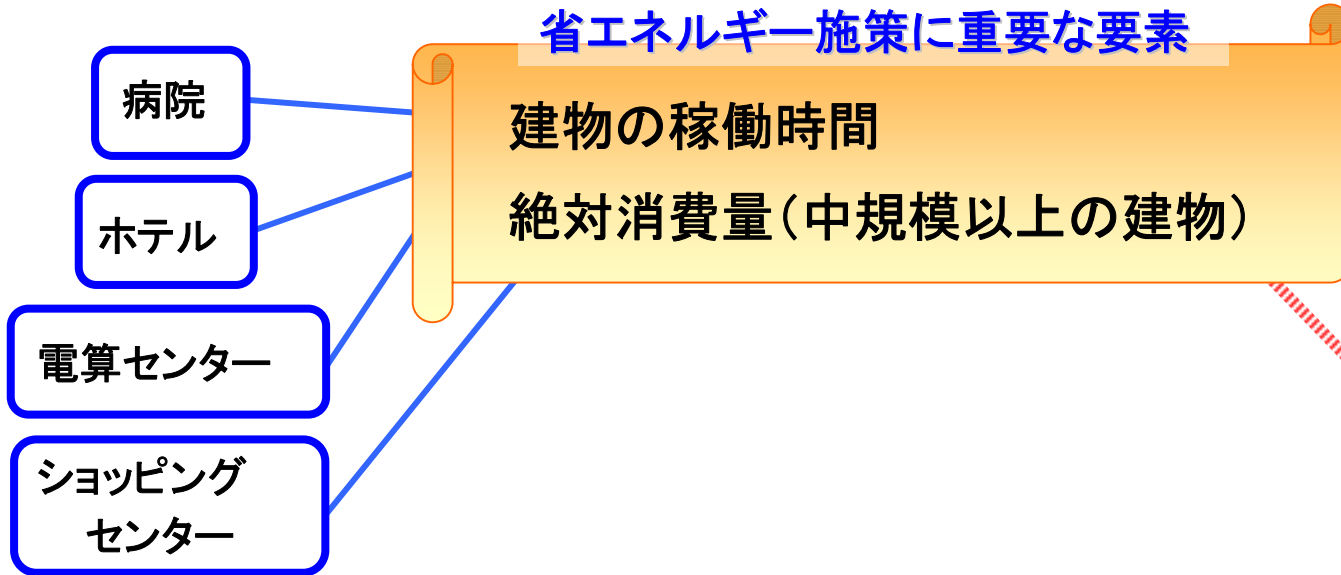 省エネルギー施策に重要な要素
建物の稼働時間
絶対消費量(中規模以上の建物)
病院
ホテル
電算センター
ショッピング
センター